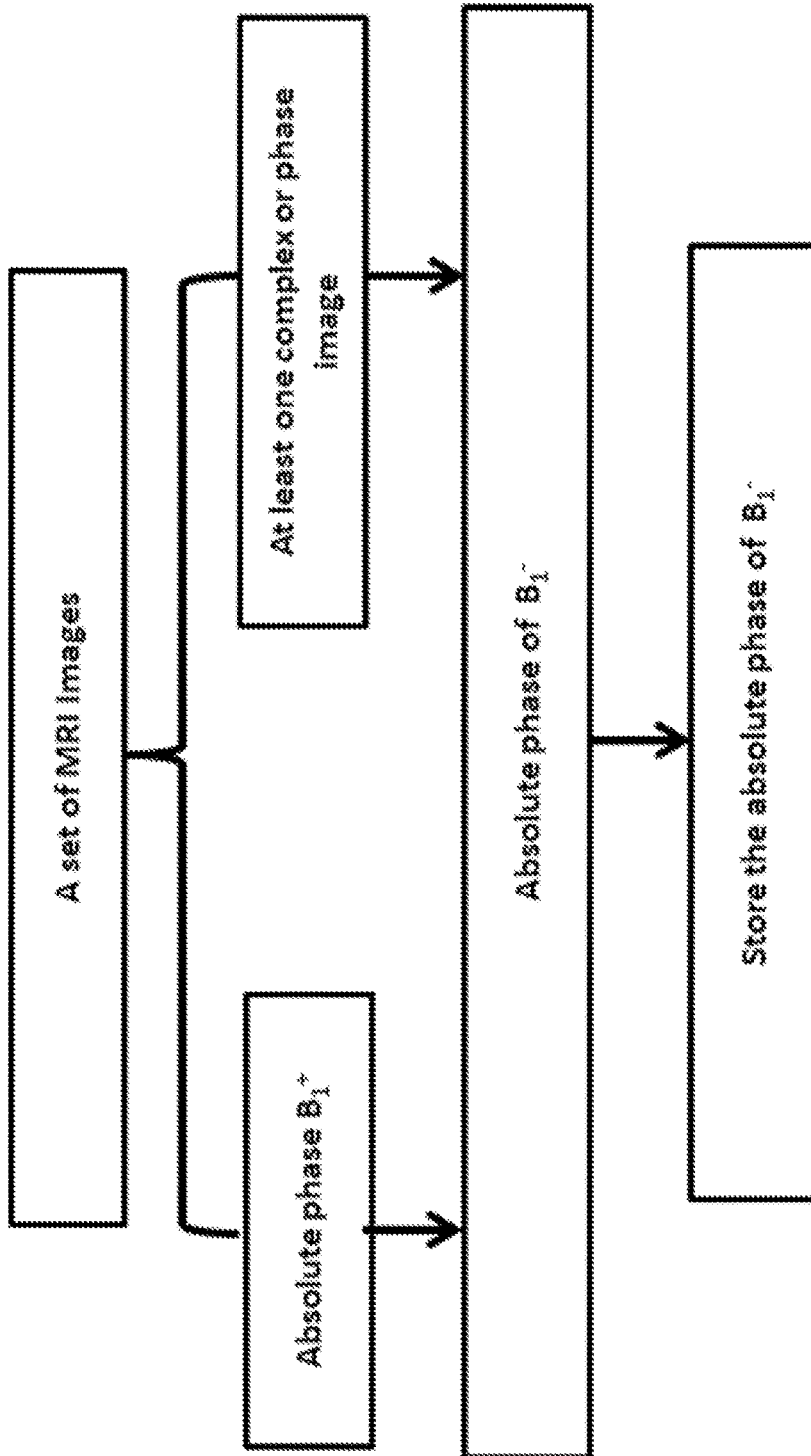 A set of MRI Images
Absolute phase B₁⁺
At least one complex or phase
image
Absolute phase of B₁⁻
Store the absolute phase of B₁⁻